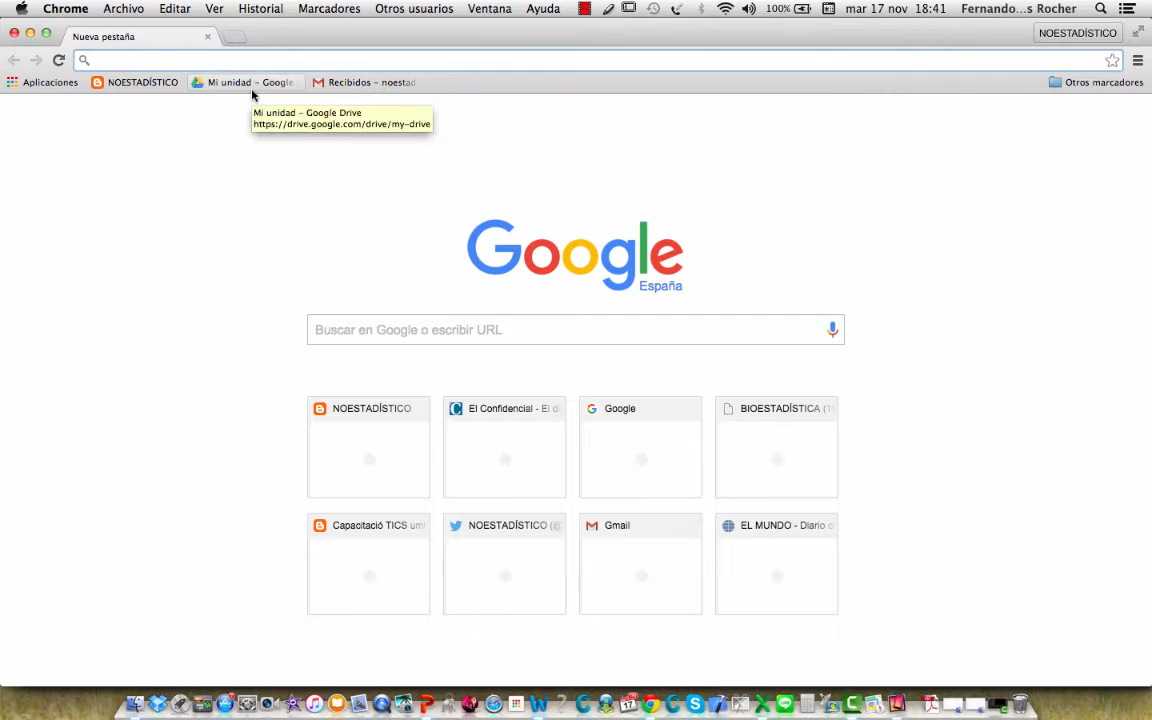 Chrome Archivo Editar Ver Historial Marcadores Otros usuarios Ventana Ayuda 100% mar 17 nov 18:41 Fernando...s Rocher
Nueva pestaña NOESTADÍSTICO
Aplicaciones NOESTADÍSTICO Mi unidad – Google Recibidos – noestad Otros marcadores
Mi unidad – Google Drive
https://drive.google.com/drive/my-drive
Google
España
Buscar en Google o escribir URL
NOESTADÍSTICO El Confidencial - El d Google BIOESTADÍSTICA (1
Capacitació TICS um NOESTADÍSTICO (@ Gmail EL MUNDO - Diario o